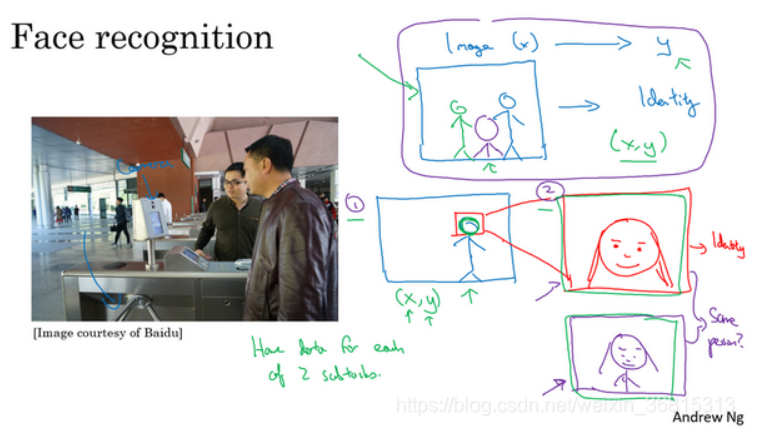 Face recognition
Image (x) → y
→ Identity
(x,y)
Camera
①
②
→ Identity
(x, y)
Same
person?
[Image courtesy of Baidu]
Have data for each
of 2 subtasks.
https://blog.csdn.net/weixin_36815313
Andrew Ng